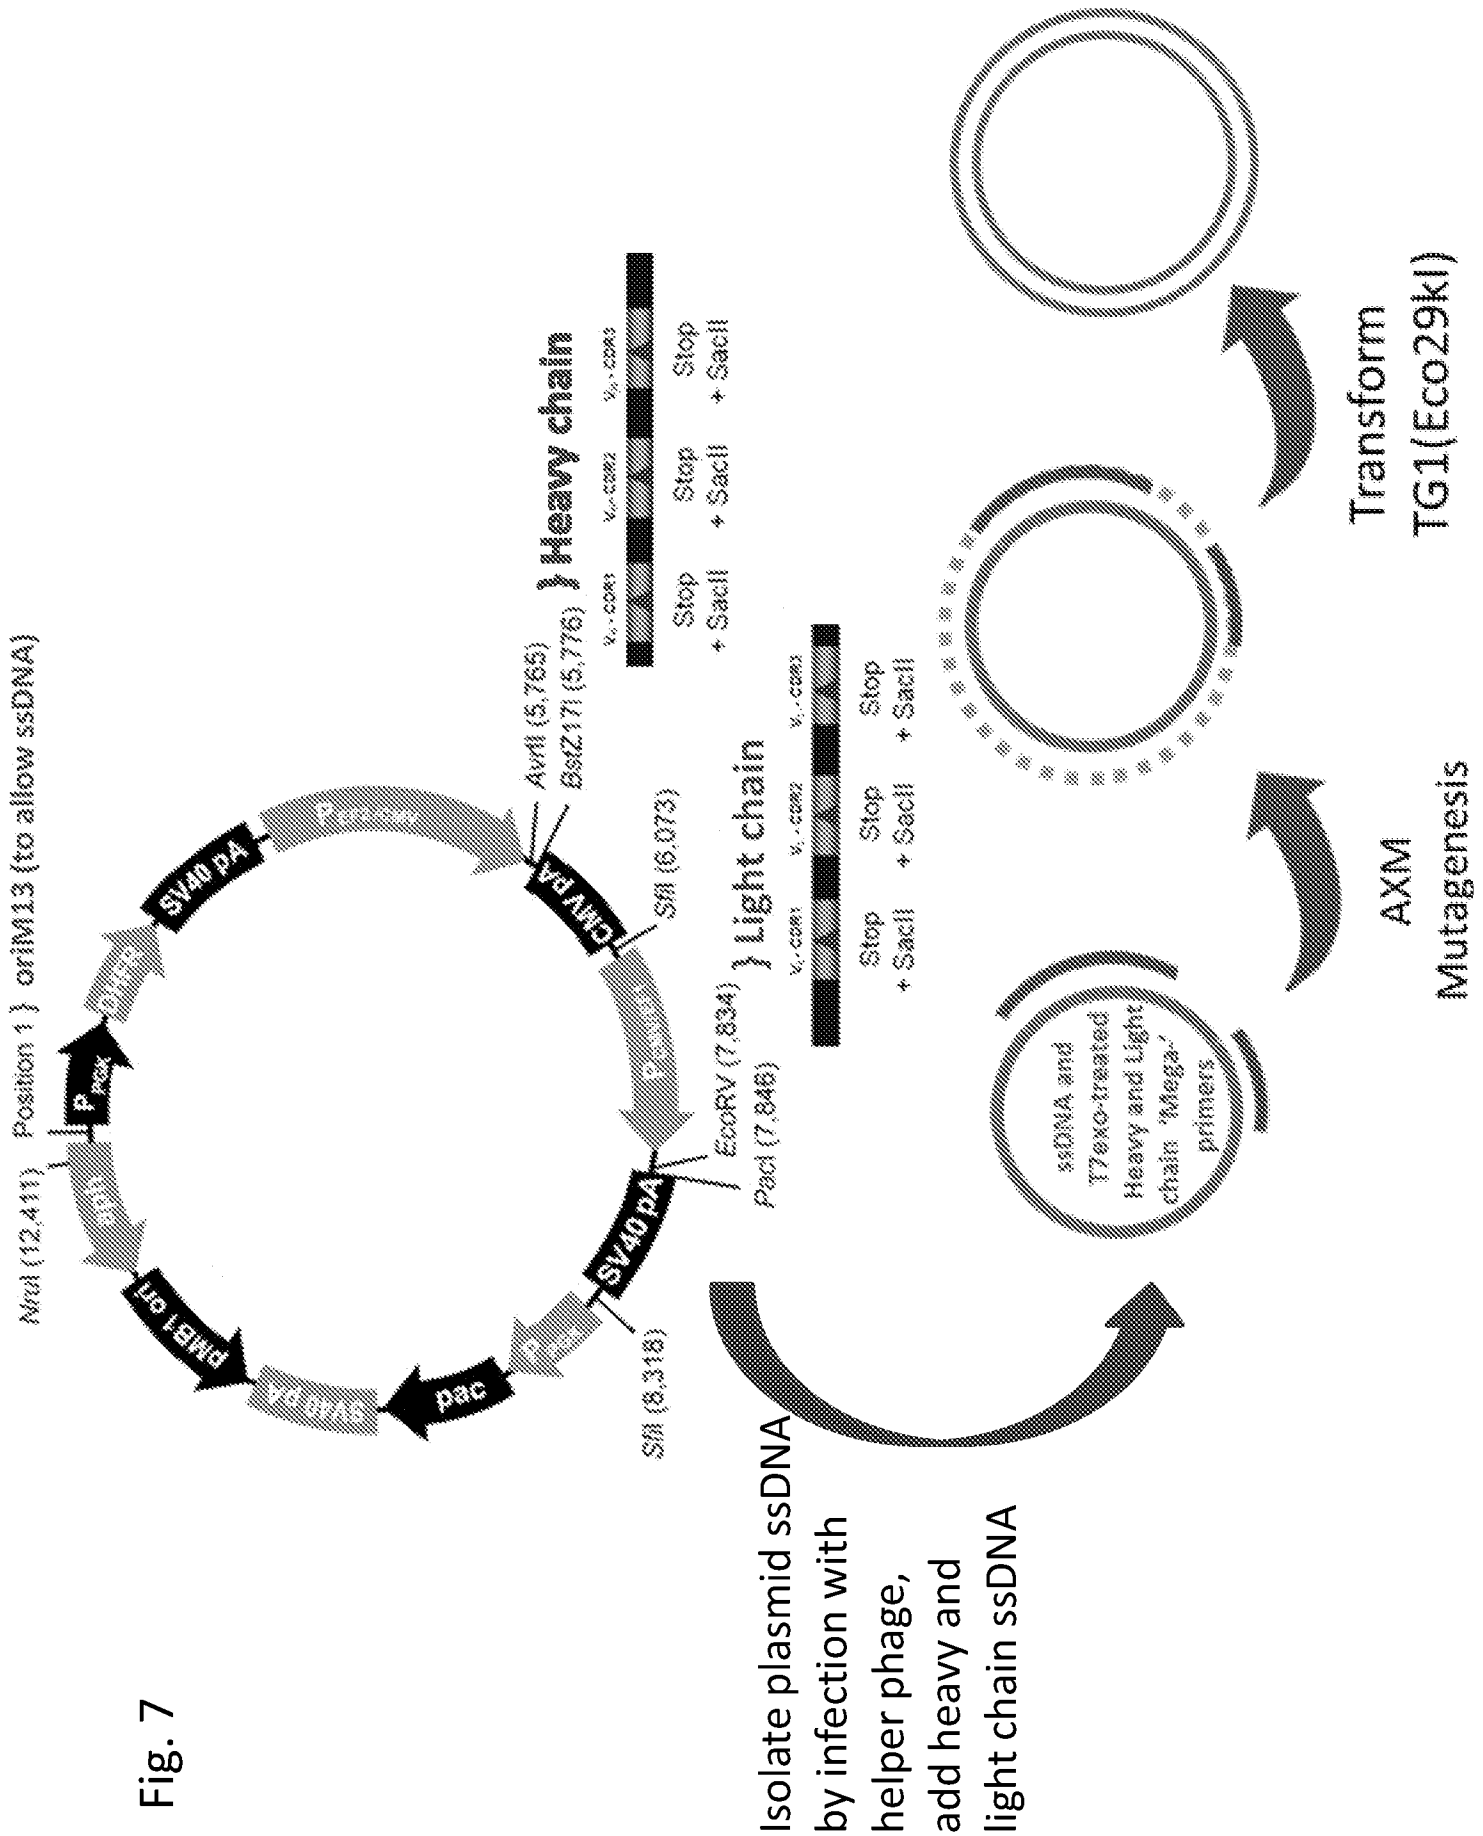 Fig. 7
Position 1 } oriM13 (to allow ssDNA)
NruI (12,411)
SV40 pA
AvrII (5,765)
BstZ17I (5,776)
} Heavy chain
CMV pA
SfiI (6,073)
EcoRV (7,834)
} Light chain
PacI (7,846)
SV40 pA
SfiI (8,318)
pac
SV40 pA
pMB1 ori
DHFR
Stop
+ SacII
Stop
+ SacII
Stop
+ SacII
Stop
+ SacII
Stop
+ SacII
Stop
+ SacII
Isolate plasmid ssDNA
by infection with
helper phage,
add heavy and
light chain ssDNA
ssDNA and
T7exo-treated
Heavy and Light
chain 'Mega-'
primers
AXM
Mutagenesis
Transform
TG1(Eco29kI)